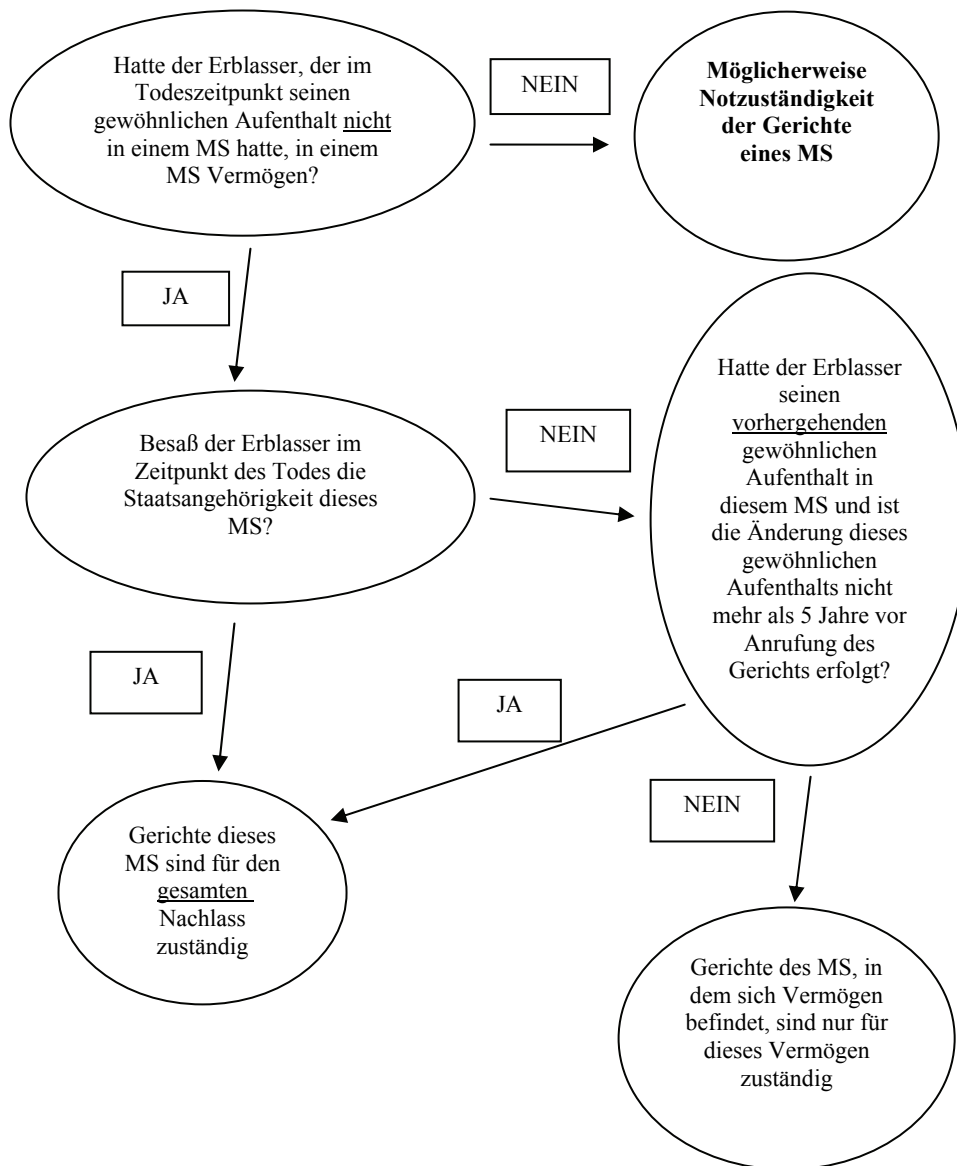 Hatte der Erblasser, der im
Todeszeitpunkt seinen
gewöhnlichen Aufenthalt nicht
in einem MS hatte, in einem
MS Vermögen?
NEIN
Möglicherweise
Notzuständigkeit
der Gerichte
eines MS
JA
Besaß der Erblasser im
Zeitpunkt des Todes die
Staatsangehörigkeit dieses
MS?
NEIN
Hatte der Erblasser
seinen
vorhergehenden
gewöhnlichen
Aufenthalt in
diesem MS und ist
die Änderung dieses
gewöhnlichen
Aufenthalts nicht
mehr als 5 Jahre vor
Anrufung des
Gerichts erfolgt?
JA
JA
NEIN
Gerichte dieses
MS sind für den
gesamten
Nachlass
zuständig
Gerichte des MS, in
dem sich Vermögen
befindet, sind nur für
dieses Vermögen
zuständig